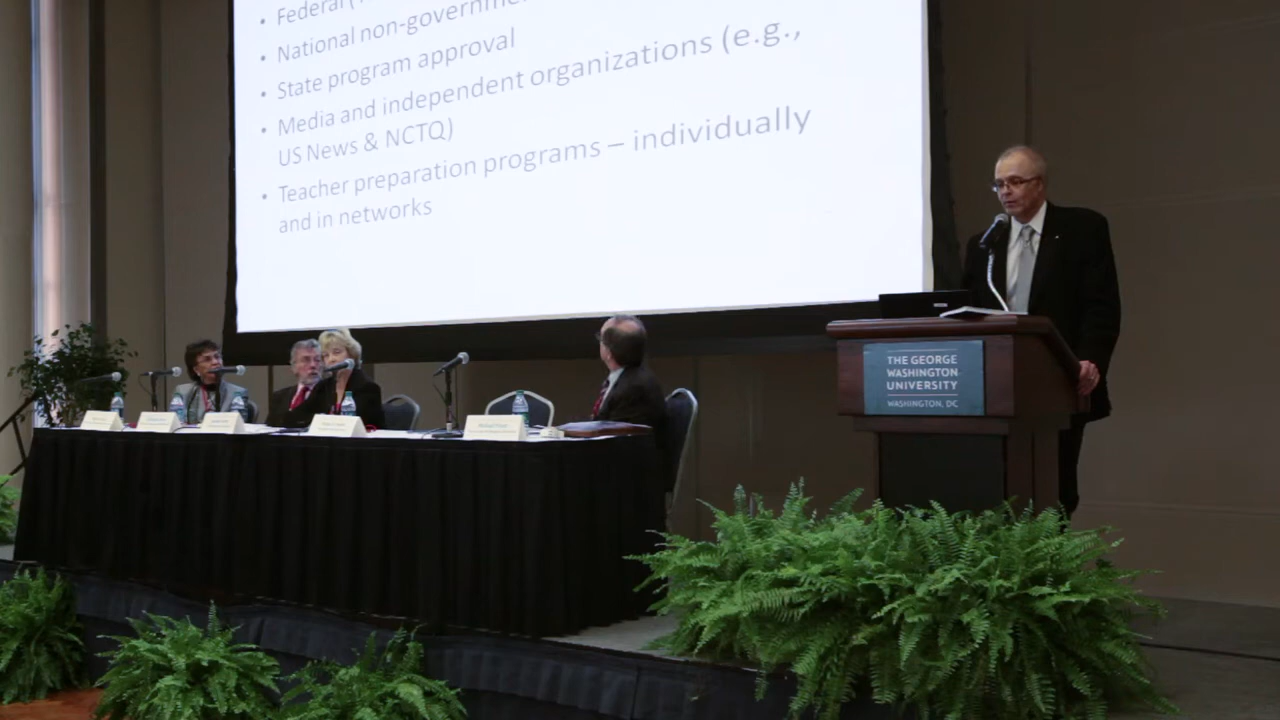 • Federal (
• National non-governme
• State program approval
• Media and independent organizations (e.g.,
US News & NCTQ)
• Teacher preparation programs – individually
and in networks
THE GEORGE
WASHINGTON
UNIVERSITY
WASHINGTON, DC